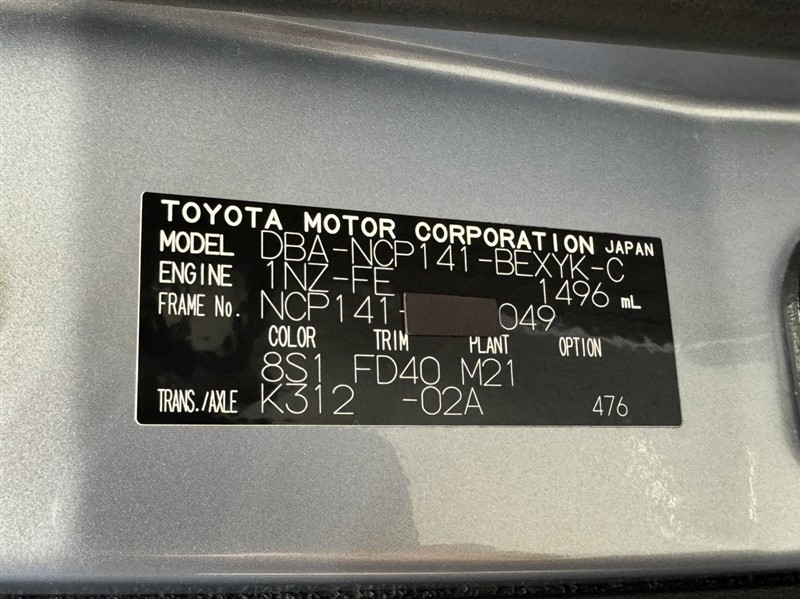 TOYOTA MOTOR CORPORATION JAPAN
MODEL DBA-NCP141-BEXYK-C
ENGINE 1NZ-FE 1496 mL
FRAME No. NCP141- 049
COLOR TRIM PLANT OPTION
8S1 FD40 M21
TRANS./AXLE K312 -02A 476